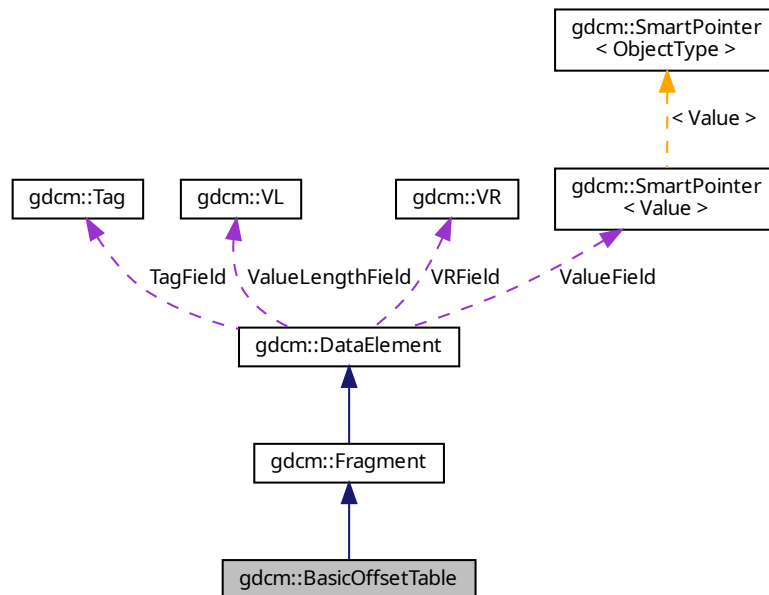 gdcm::SmartPointer
< ObjectType >
< Value >
gdcm::Tag
gdcm::VL
gdcm::VR
gdcm::SmartPointer
< Value >
TagField
ValueLengthField
VRField
ValueField
gdcm::DataElement
gdcm::Fragment
gdcm::BasicOffsetTable